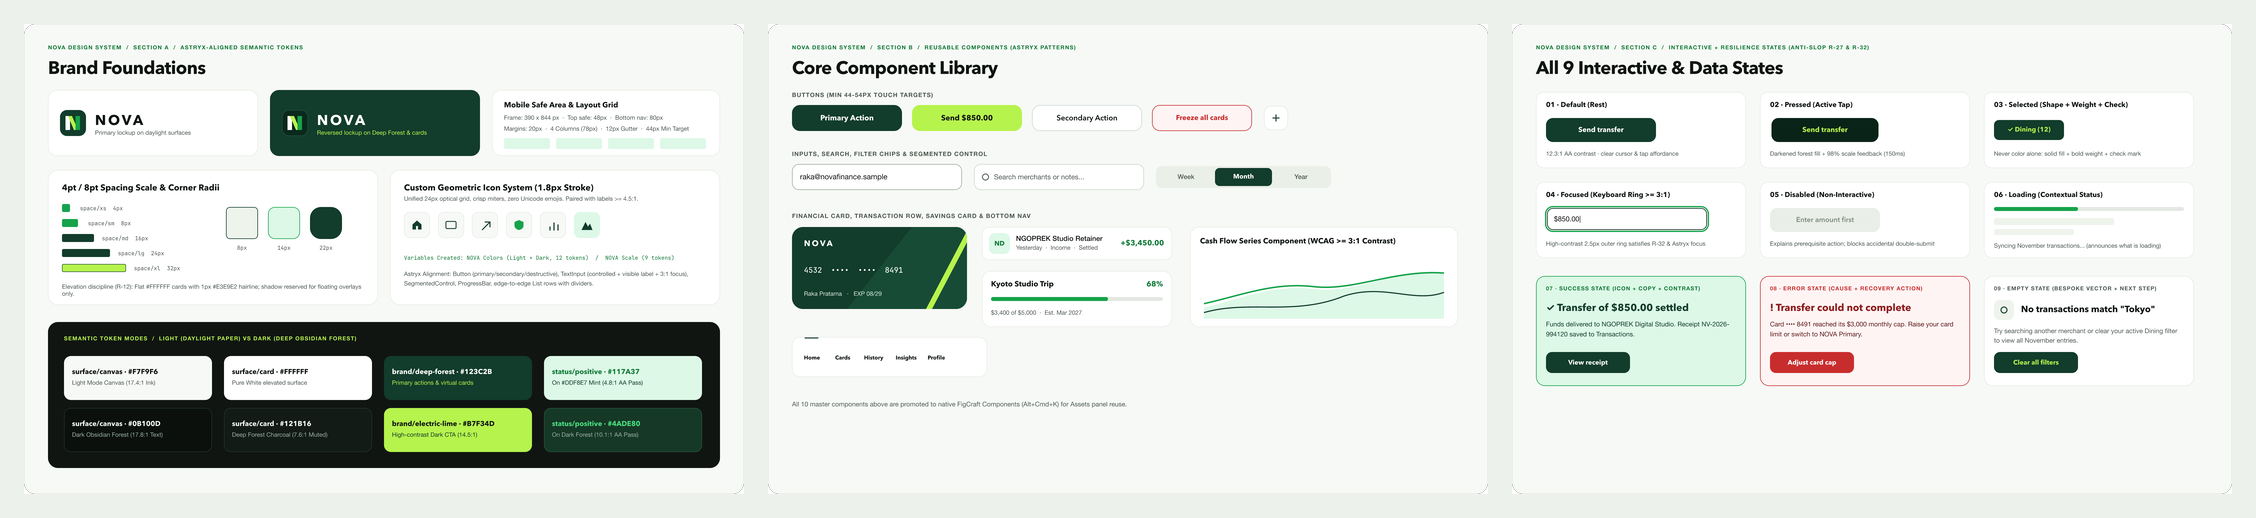 NOVA DESIGN SYSTEM / SECTION A / ASTRYX-ALIGNED SEMANTIC TOKENS
Brand Foundations
NOVA
Primary lockup on daylight surfaces
NOVA
Reversed lockup on Deep Forest & cards
Mobile Safe Area & Layout Grid
Frame: 390 x 844 px · Top safe: 48px · Bottom nav: 80px
Margins: 20px · 4 Columns (78px) · 12px Gutter · 44px Min Target
4pt / 8pt Spacing Scale & Corner Radii
space/xs 4px
space/sm 8px
space/md 16px
space/lg 24px
space/xl 32px
8px
14px
22px
Elevation discipline (R-12): Flat #FFFFFF cards with 1px #E3E9E2 hairline; shadow reserved for floating overlays
only.
Custom Geometric Icon System (1.8px Stroke)
Unified 24px optical grid, crisp miters, zero Unicode emojis. Paired with labels >= 4.5:1.
Variables Created: NOVA Colors (Light + Dark, 12 tokens) / NOVA Scale (9 tokens)
Astryx Alignment: Button (primary/secondary/destructive), TextInput (controlled + visible label + 3:1 focus),
SegmentedControl, ProgressBar, edge-to-edge List rows with dividers.
SEMANTIC TOKEN MODES / LIGHT (DAYLIGHT PAPER) VS DARK (DEEP OBSIDIAN FOREST)
surface/canvas · #F7F9F6
Light Mode Canvas (17.4:1 Ink)
surface/card · #FFFFFF
Pure White elevated surface
brand/deep-forest · #123C2B
Primary actions & virtual cards
status/positive · #117A37
On #DDF8E7 Mint (4.8:1 AA Pass)
surface/canvas · #0B100D
Dark Obsidian Forest (17.8:1 Text)
surface/card · #121B16
Deep Forest Charcoal (7.6:1 Muted)
brand/electric-lime · #B7F34D
High-contrast Dark CTA (14.5:1)
status/positive · #4ADE80
On Dark Forest (10.1:1 AA Pass)
NOVA DESIGN SYSTEM / SECTION B / REUSABLE COMPONENTS (ASTRYX PATTERNS)
Core Component Library
BUTTONS (MIN 44-54PX TOUCH TARGETS)
Primary Action
Send $850.00
Secondary Action
Freeze all cards
+
INPUTS, SEARCH, FILTER CHIPS & SEGMENTED CONTROL
raka@novafinance.sample
Search merchants or notes...
Week
Month
Year
FINANCIAL CARD, TRANSACTION ROW, SAVINGS CARD & BOTTOM NAV
NOVA
4532 •••• •••• 8491
Raka Pratama · EXP 08/29
ND
NGOPREK Studio Retainer
Yesterday · Income · Settled
+$3,450.00
Kyoto Studio Trip
68%
$3,400 of $5,000 · Est. Mar 2027
Cash Flow Series Component (WCAG >= 3:1 Contrast)
Home
Cards
History
Insights
Profile
All 10 master components above are promoted to native FigCraft Components (Alt+Cmd+K) for Assets panel reuse.
NOVA DESIGN SYSTEM / SECTION C / INTERACTIVE + RESILIENCE STATES (ANTI-SLOP R-27 & R-32)
All 9 Interactive & Data States
01 · Default (Rest)
Send transfer
12.3:1 AA contrast · clear cursor & tap affordance
02 · Pressed (Active Tap)
Send transfer
Darkened forest fill + 98% scale feedback (150ms)
03 · Selected (Shape + Weight + Check)
✓ Dining (12)
Never color alone: solid fill + bold weight + check mark
04 · Focused (Keyboard Ring >= 3:1)
$850.00|
High-contrast 2.5px outer ring satisfies R-32 & Astryx focus
05 · Disabled (Non-Interactive)
Enter amount first
Explains prerequisite action; blocks accidental double-submit
06 · Loading (Contextual Status)
Syncing November transactions... (announces what is loading)
07 · SUCCESS STATE (ICON + COPY + CONTRAST)
✓ Transfer of $850.00 settled
Funds delivered to NGOPREK Digital Studio. Receipt NV-2026-
994120 saved to Transactions.
View receipt
08 · ERROR STATE (CAUSE + RECOVERY ACTION)
! Transfer could not complete
Card •••• 8491 reached its $3,000 monthly cap. Raise your card
limit or switch to NOVA Primary.
Adjust card cap
09 · EMPTY STATE (BESPOKE VECTOR + NEXT STEP)
No transactions match "Tokyo"
Try searching another merchant or clear your active Dining filter
to view all November entries.
Clear all filters